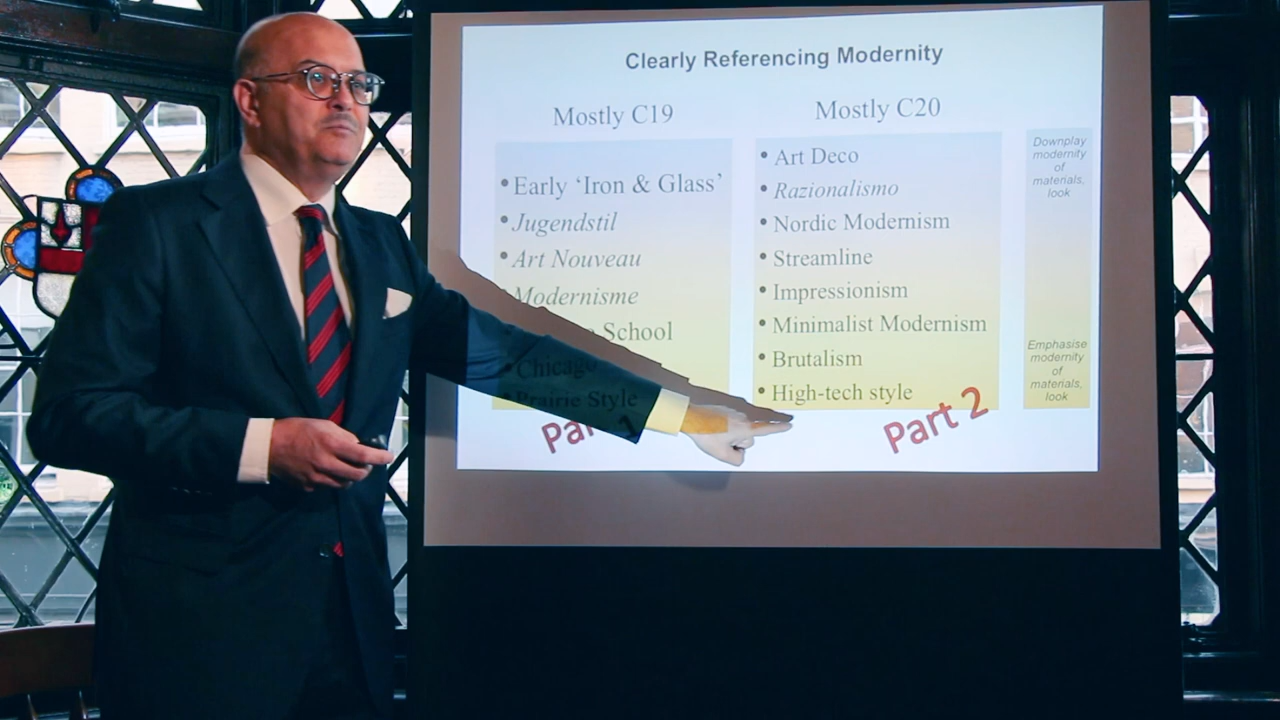 Clearly Referencing Modernity
Mostly C19
• Early ‘Iron & Glass’
• Jugendstil
• Art Nouveau
Modernisme
School
• Chicago
• Prairie Style
Part 1
Mostly C20
• Art Deco
• Razionalismo
• Nordic Modernism
• Streamline
• Impressionism
• Minimalist Modernism
• Brutalism
• High-tech style
Part 2
Downplay
modernity
of
materials,
look
Emphasise
modernity
of
materials,
look